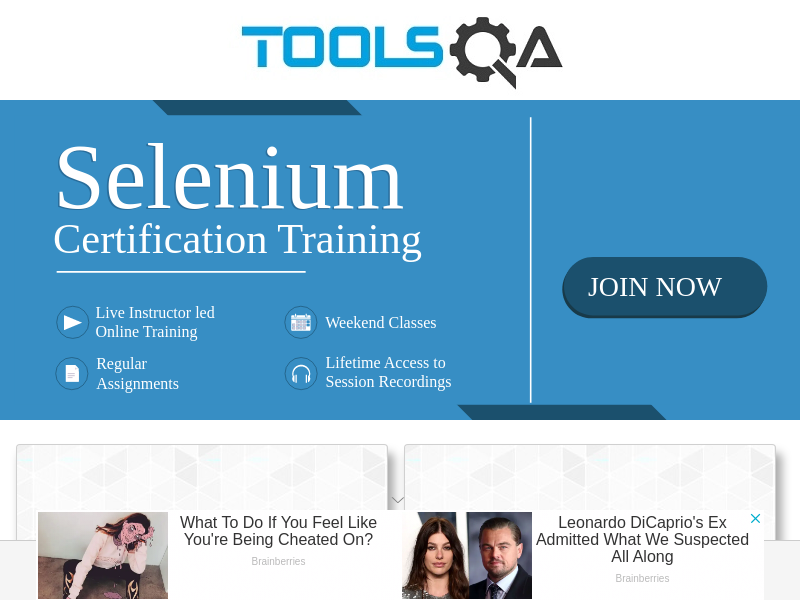 TOOLSQA
Selenium
Certification Training
JOIN NOW
Live Instructor led
Online Training
Weekend Classes
Regular
Assignments
Lifetime Access to
Session Recordings
What To Do If You Feel Like
You're Being Cheated On?
Brainberries
Leonardo DiCaprio's Ex
Admitted What We Suspected
All Along
Brainberries